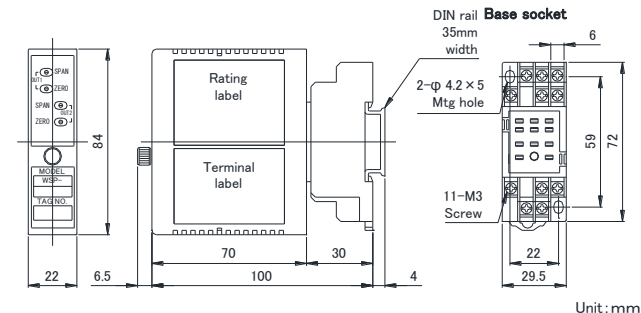 DIN rail
35mm
width
Base socket
6
SPAN
OUT1
ZERO
SPAN
OUT2
ZERO
MODEL
WSP-
TAG NO.
84
Rating
label
Terminal
label
2-φ 4.2×5
Mtg hole
11-M3
Screw
59
72
22
6.5
70
30
100
4
22
29.5
Unit:mm